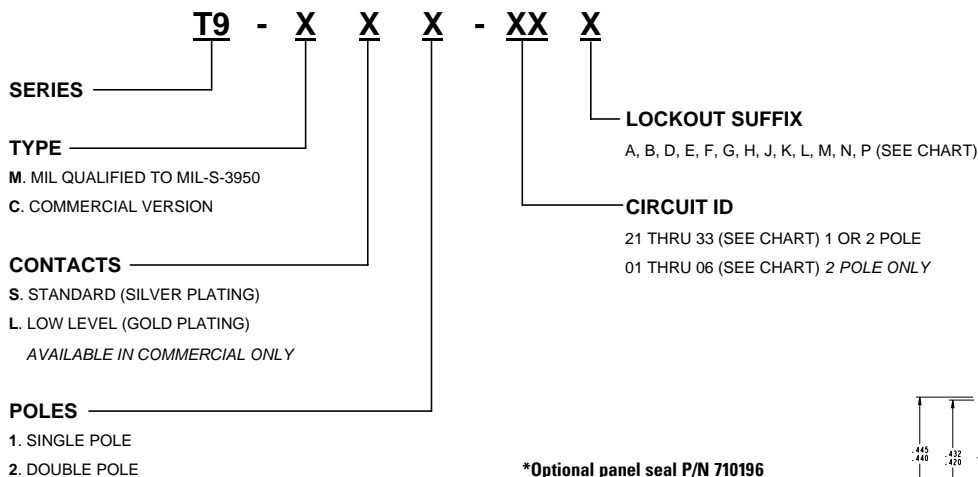 T9 - X X X - XX X
SERIES
TYPE
M. MIL QUALIFIED TO MIL-S-3950
C. COMMERCIAL VERSION
CONTACTS
S. STANDARD (SILVER PLATING)
L. LOW LEVEL (GOLD PLATING)
AVAILABLE IN COMMERCIAL ONLY
POLES
1. SINGLE POLE
2. DOUBLE POLE
LOCKOUT SUFFIX
A, B, D, E, F, G, H, J, K, L, M, N, P (SEE CHART)
CIRCUIT ID
21 THRU 33 (SEE CHART) 1 OR 2 POLE
01 THRU 06 (SEE CHART) 2 POLE ONLY
*Optional panel seal P/N 710196
.445 .432
.440 .420